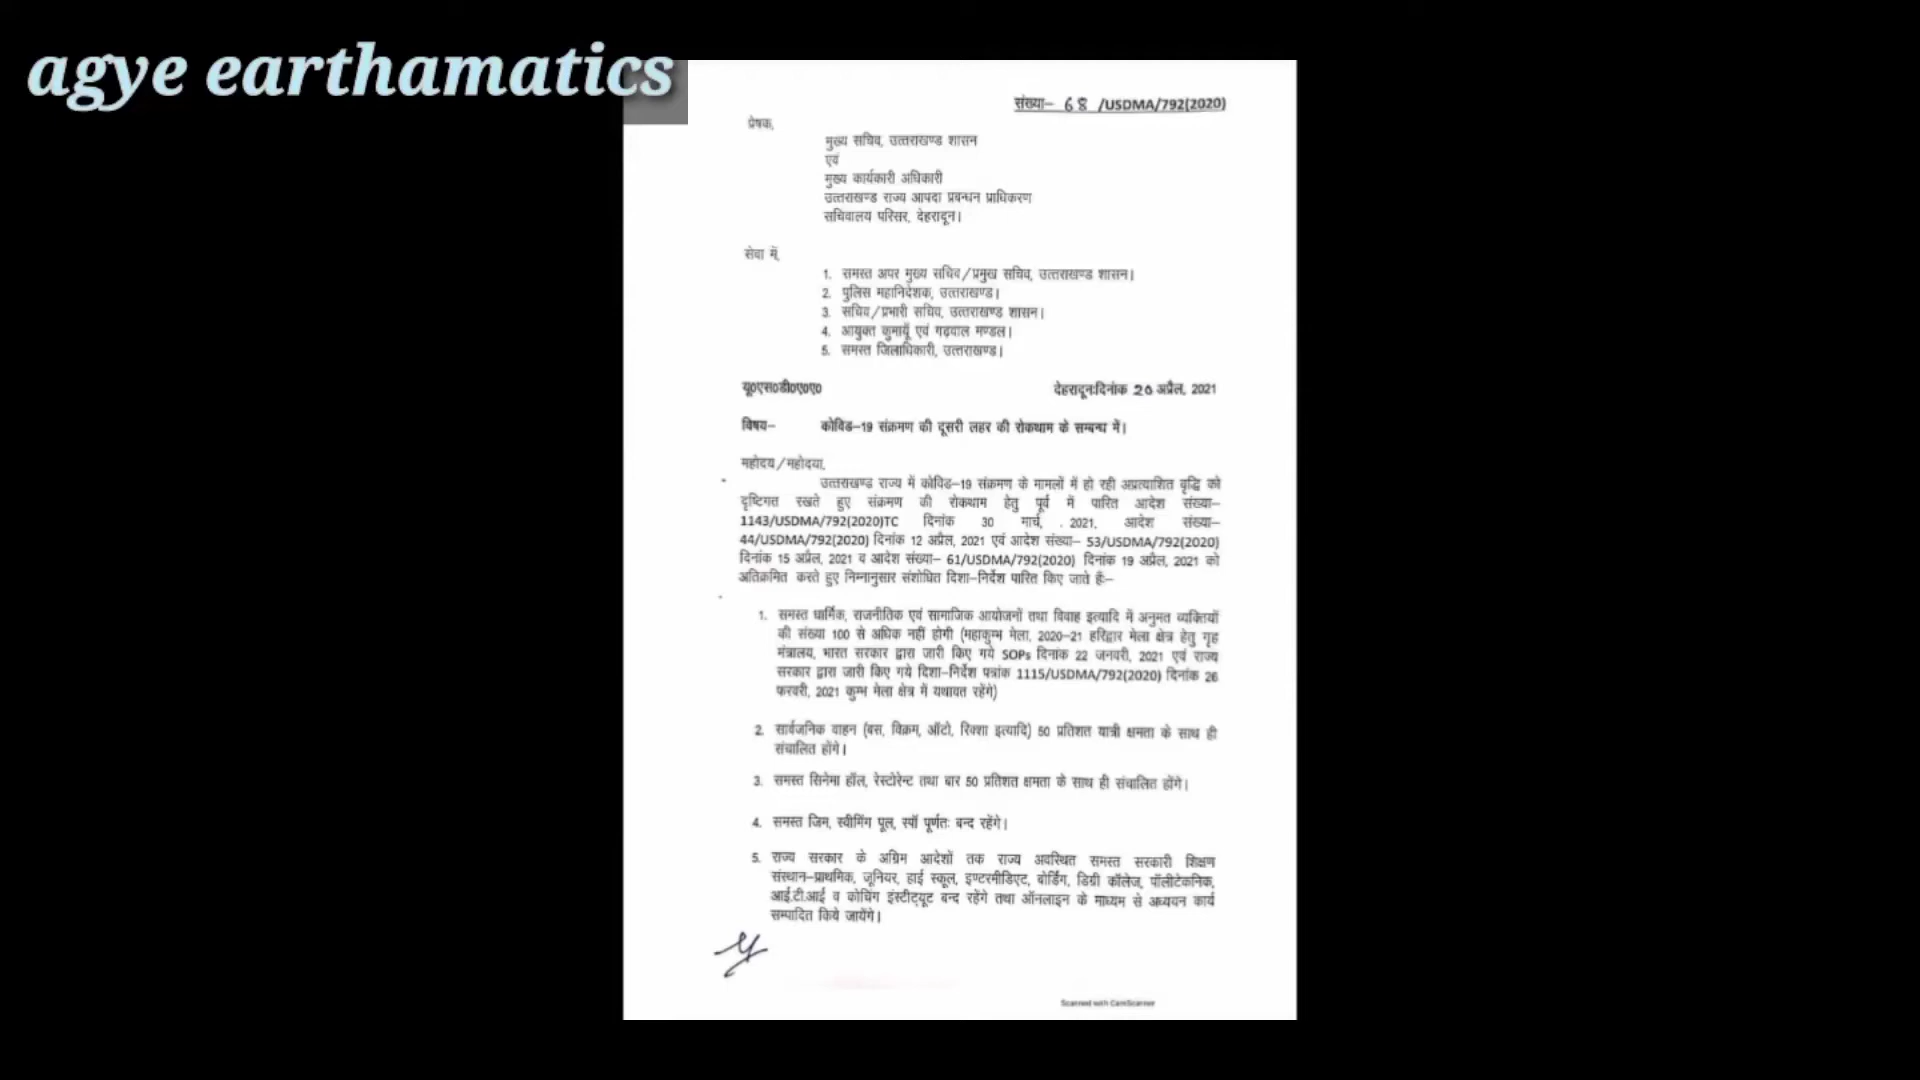 agye earthamatics
संख्या– 68 /USDMA/792(2020)
प्रेषक,
मुख्य सचिव, उत्तराखण्ड शासन
एवं
मुख्य कार्यकारी अधिकारी
उत्तराखण्ड राज्य आपदा प्रबन्धन प्राधिकरण
सचिवालय परिसर, देहरादून।
सेवा में,
1. समस्त अपर मुख्य सचिव/प्रमुख सचिव, उत्तराखण्ड शासन।
2. पुलिस महानिदेशक, उत्तराखण्ड।
3. सचिव/प्रभारी सचिव, उत्तराखण्ड शासन।
4. आयुक्त कुमायूँ एवं गढ़वाल मण्डल।
5. समस्त जिलाधिकारी, उत्तराखण्ड।
यू0एस0डी0ए0ए0 देहरादून:दिनांक 20 अप्रैल, 2021
विषय– कोविड–19 संक्रमण की दूसरी लहर की रोकथाम के सम्बन्ध में।
महोदय/महोदया,
उत्तराखण्ड राज्य में कोविड–19 संक्रमण के मामलों में हो रही अप्रत्याशित वृद्धि को
दृष्टिगत रखते हुए संक्रमण की रोकथाम हेतु पूर्व में पारित आदेश संख्या–
1143/USDMA/792(2020)TC दिनांक 30 मार्च, 2021, आदेश संख्या–
44/USDMA/792(2020) दिनांक 12 अप्रैल, 2021 एवं आदेश संख्या– 53/USDMA/792(2020)
दिनांक 15 अप्रैल, 2021 व आदेश संख्या– 61/USDMA/792(2020) दिनांक 19 अप्रैल, 2021 को
अतिक्रमित करते हुए निम्नानुसार संशोधित दिशा–निर्देश पारित किए जाते हैं:–
1. समस्त धार्मिक, राजनीतिक एवं सामाजिक आयोजनों तथा विवाह इत्यादि में अनुमत व्यक्तियों
की संख्या 100 से अधिक नहीं होगी (महाकुम्भ मेला, 2020–21 हरिद्वार मेला क्षेत्र हेतु गृह
मंत्रालय, भारत सरकार द्वारा जारी किए गये SOPs दिनांक 22 जनवरी, 2021 एवं राज्य
सरकार द्वारा जारी किए गये दिशा–निर्देश पत्रांक 1115/USDMA/792(2020) दिनांक 26
फरवरी, 2021 कुम्भ मेला क्षेत्र में यथावत रहेंगे)
2. सार्वजनिक वाहन (बस, विक्रम, ऑटो, रिक्शा इत्यादि) 50 प्रतिशत यात्री क्षमता के साथ ही
संचालित होंगे।
3. समस्त सिनेमा हॉल, रेस्टोरेन्ट तथा बार 50 प्रतिशत क्षमता के साथ ही संचालित होंगे।
4. समस्त जिम, स्वीमिंग पूल, स्पॉ पूर्णतः बन्द रहेंगे।
5. राज्य सरकार के अग्रिम आदेशों तक राज्य अवस्थित समस्त सरकारी शिक्षण
संस्थान–प्राथमिक, जूनियर, हाई स्कूल, इण्टरमीडिएट, बोर्डिंग, डिग्री कॉलेज, पॉलीटेकनिक,
आई.टी.आई व कोचिंग इंस्टीट्यूट बन्द रहेंगे तथा ऑनलाइन के माध्यम से अध्ययन कार्य
सम्पादित किये जायेंगे।
Scanned with CamScanner